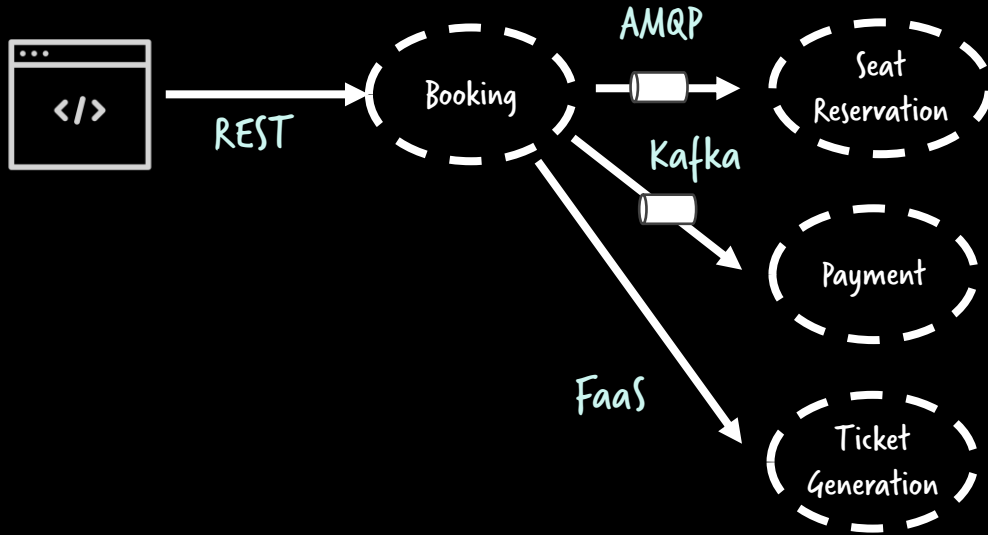 </>
REST
Booking
AMQP
Kafka
FaaS
Seat
Reservation
Payment
Ticket
Generation